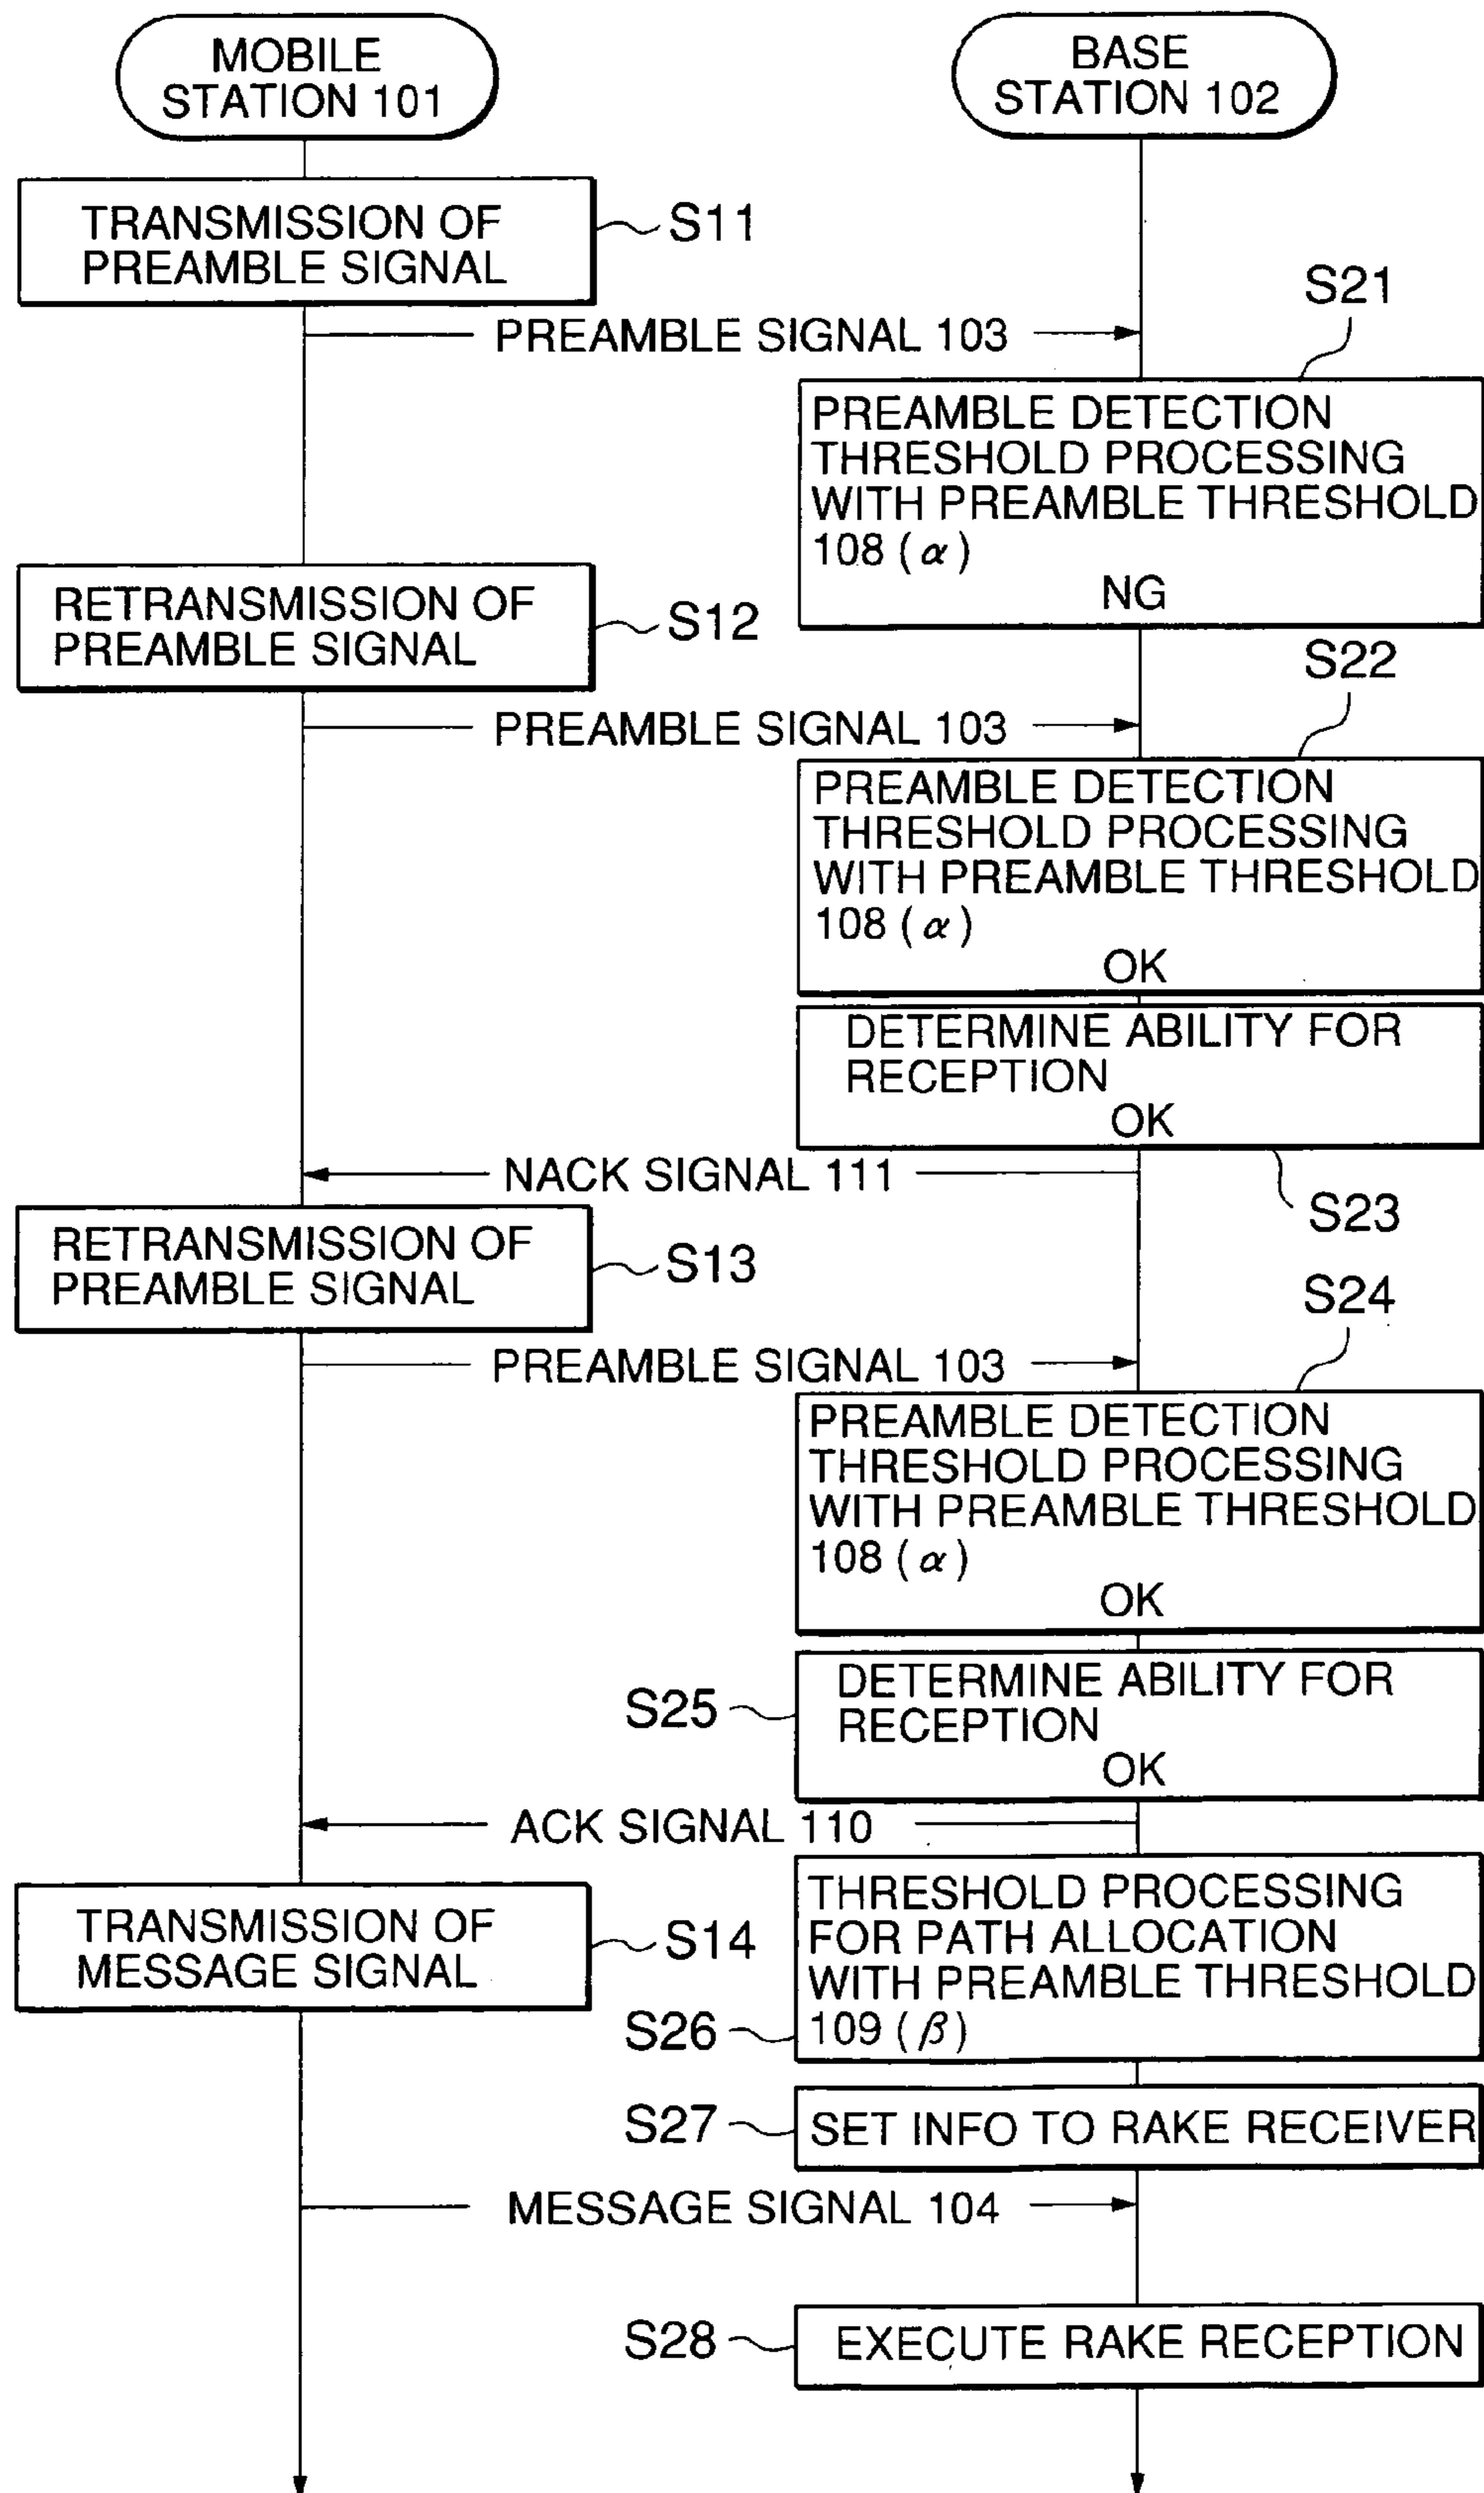 MOBILE
STATION 101
BASE
STATION 102
TRANSMISSION OF
PREAMBLE SIGNAL
S11
S21
PREAMBLE SIGNAL 103
PREAMBLE DETECTION
THRESHOLD PROCESSING
WITH PREAMBLE THRESHOLD
108 (α)
NG
RETRANSMISSION OF
PREAMBLE SIGNAL
S12
S22
PREAMBLE SIGNAL 103
PREAMBLE DETECTION
THRESHOLD PROCESSING
WITH PREAMBLE THRESHOLD
108 (α)
OK
DETERMINE ABILITY FOR
RECEPTION
OK
NACK SIGNAL 111
S23
RETRANSMISSION OF
PREAMBLE SIGNAL
S13
S24
PREAMBLE SIGNAL 103
PREAMBLE DETECTION
THRESHOLD PROCESSING
WITH PREAMBLE THRESHOLD
108 (α)
OK
S25
DETERMINE ABILITY FOR
RECEPTION
OK
ACK SIGNAL 110
TRANSMISSION OF
MESSAGE SIGNAL
S14
THRESHOLD PROCESSING
FOR PATH ALLOCATION
WITH PREAMBLE THRESHOLD
109 (β)
S26
S27
SET INFO TO RAKE RECEIVER
MESSAGE SIGNAL 104
S28
EXECUTE RAKE RECEPTION